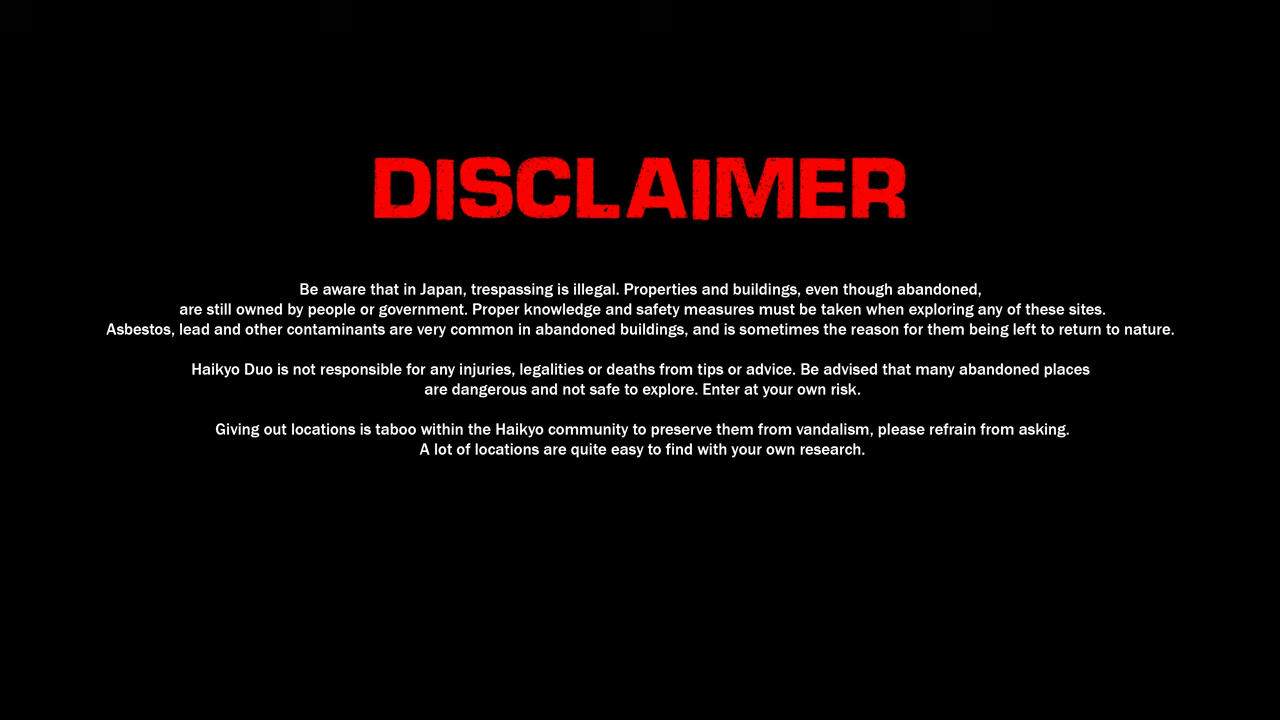 DISCLAIMER
Be aware that in Japan, trespassing is illegal. Properties and buildings, even though abandoned,
are still owned by people or government. Proper knowledge and safety measures must be taken when exploring any of these sites.
Asbestos, lead and other contaminants are very common in abandoned buildings, and is sometimes the reason for them being left to return to nature.
Haikyo Duo is not responsible for any injuries, legalities or deaths from tips or advice. Be advised that many abandoned places
are dangerous and not safe to explore. Enter at your own risk.
Giving out locations is taboo within the Haikyo community to preserve them from vandalism, please refrain from asking.
A lot of locations are quite easy to find with your own research.